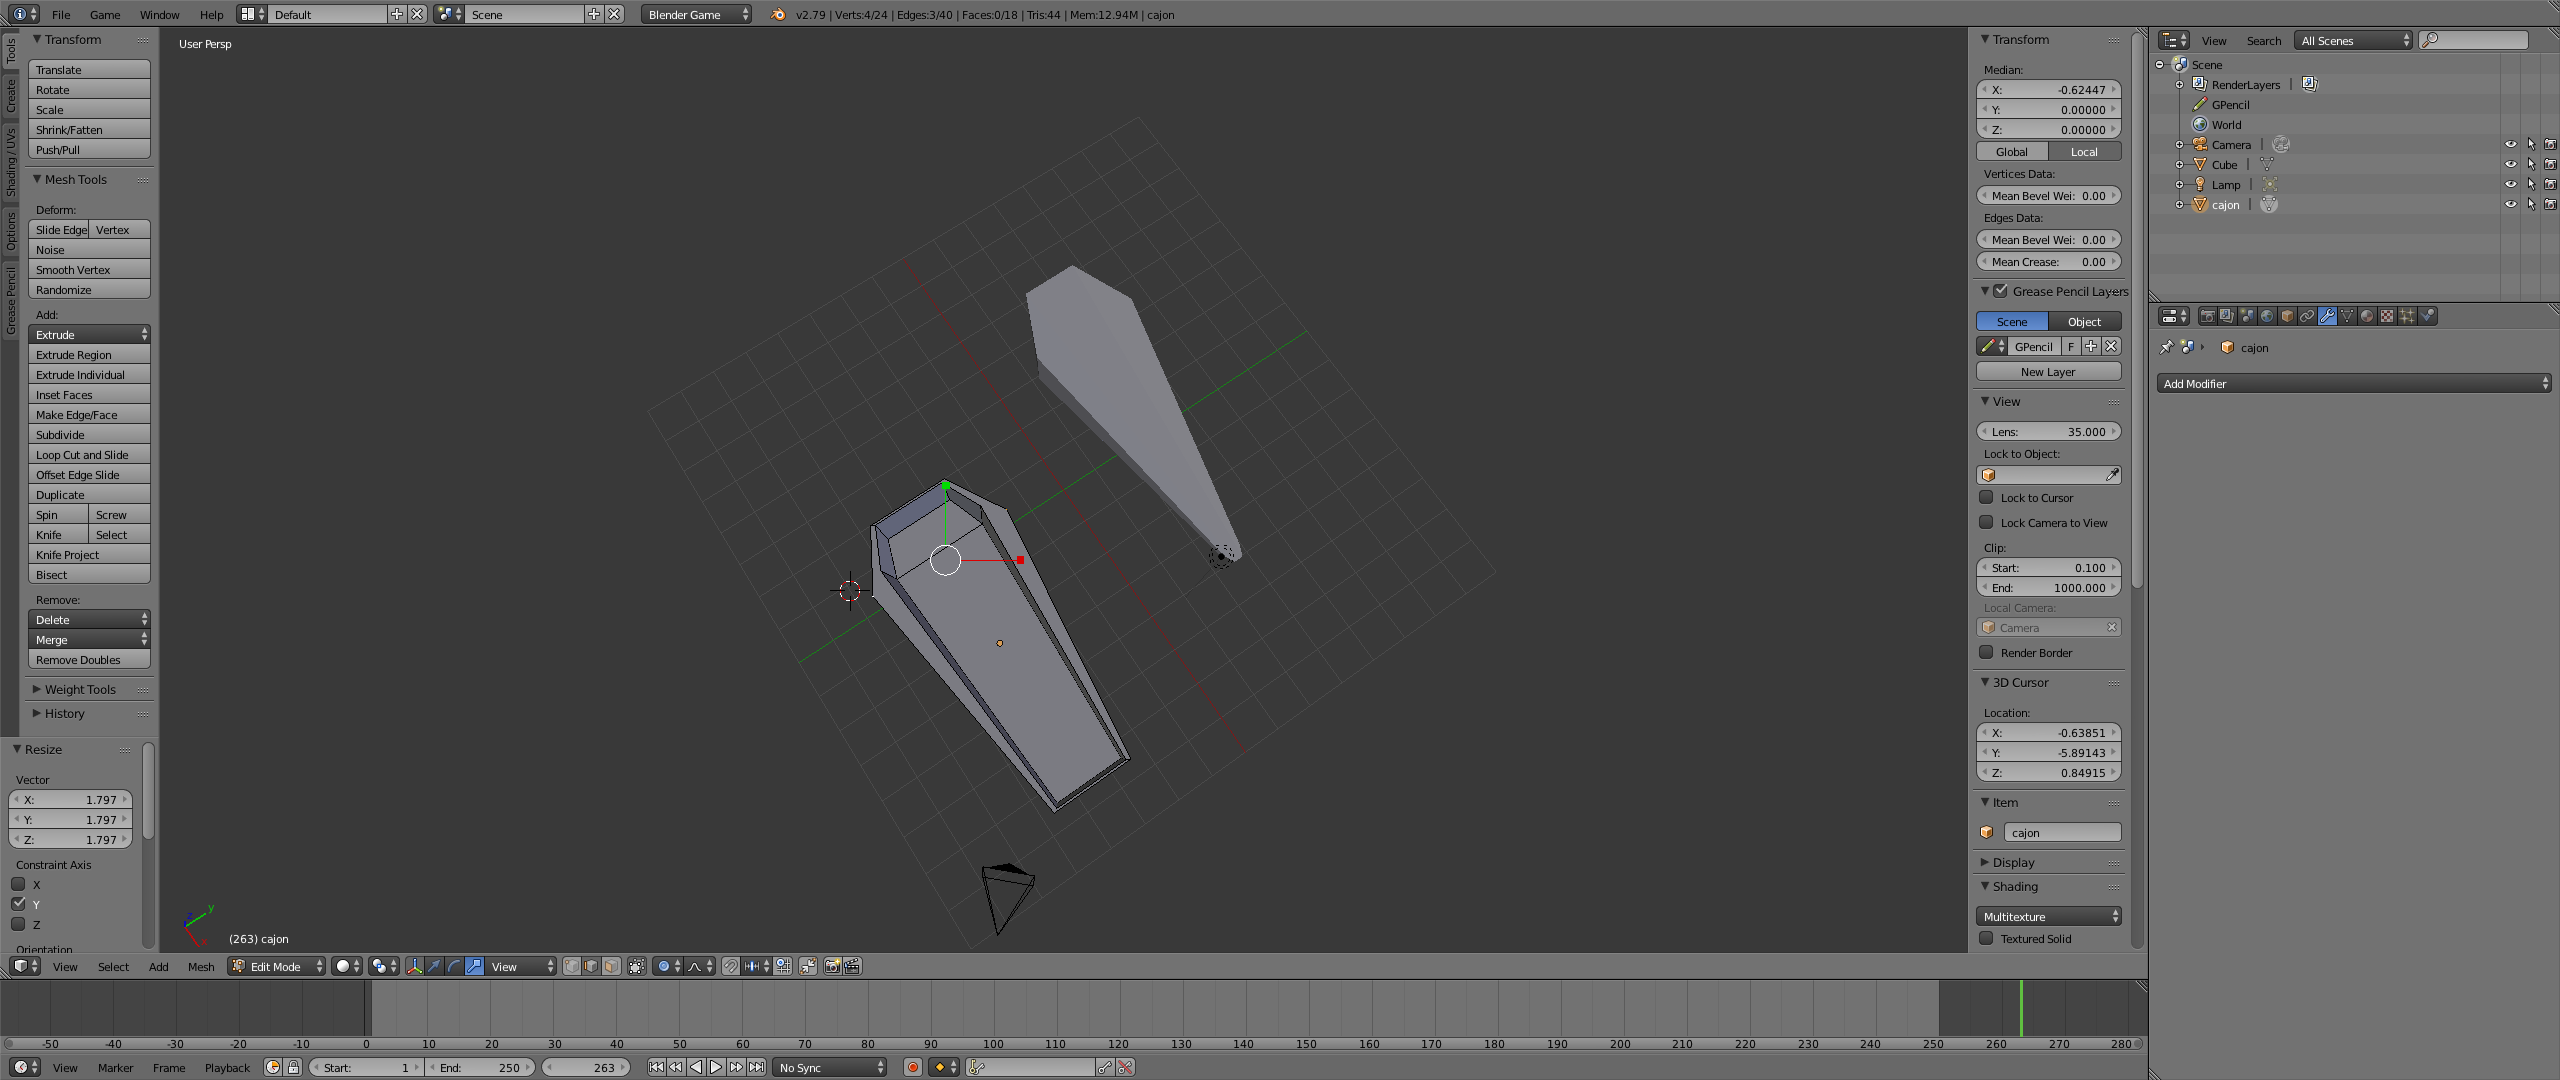 File Game Window Help Default Scene Blender Game v2.79 | Verts:4/24 | Edges:3/40 | Faces:0/18 | Tris:44 | Mem:12.94M | cajon
Tools
Create
Shading / UVs
Options
Grease Pencil
Transform
Translate
Rotate
Scale
Shrink/Fatten
Push/Pull
Mesh Tools
Deform:
Slide Edge Vertex
Noise
Smooth Vertex
Randomize
Add:
Extrude
Extrude Region
Extrude Individual
Inset Faces
Make Edge/Face
Subdivide
Loop Cut and Slide
Offset Edge Slide
Duplicate
Spin Screw
Knife Select
Knife Project
Bisect
Remove:
Delete
Merge
Remove Doubles
Weight Tools
History
Resize
Vector
X: 1.797
Y: 1.797
Z: 1.797
Constraint Axis
X
Y
Z
Orientation
User Persp
z y
x
(263) cajon
Transform
Median:
X: -0.62447
Y: 0.00000
Z: 0.00000
Global Local
Vertices Data:
Mean Bevel Wei: 0.00
Edges Data:
Mean Bevel Wei: 0.00
Mean Crease: 0.00
Grease Pencil Layers
Scene Object
GPencil F
New Layer
View
Lens: 35.000
Lock to Object:
Lock to Cursor
Lock Camera to View
Clip:
Start: 0.100
End: 1000.000
Local Camera:
Camera
Render Border
3D Cursor
Location:
X: -0.63851
Y: -5.89143
Z: 0.84915
Item
cajon
Display
Shading
Multitexture
Textured Solid
View Search All Scenes
Scene
RenderLayers |
GPencil
World
Camera |
Cube |
Lamp |
cajon |
cajon
Add Modifier
View Select Add Mesh Edit Mode View
-50 -40 -30 -20 -10 0 10 20 30 40 50 60 70 80 90 100 110 120 130 140 150 160 170 180 190 200 210 220 230 240 250 260 270 280
View Marker Frame Playback Start: 1 End: 250 263 No Sync